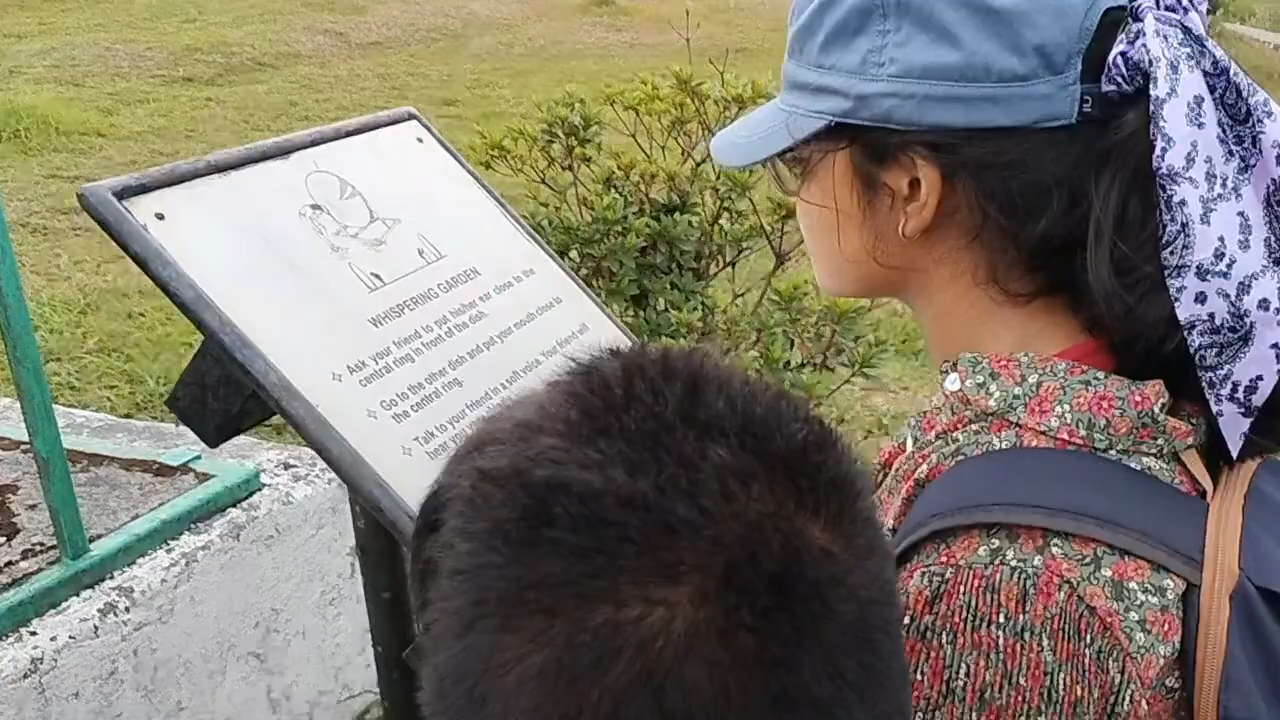 WHISPERING GARDEN
Ask your friend to put his/her ear close to the
central ring in front of the dish.
Go to the other dish and put your mouth close to
the central ring.
Talk to your friend in a soft voice. Your friend will
hear you